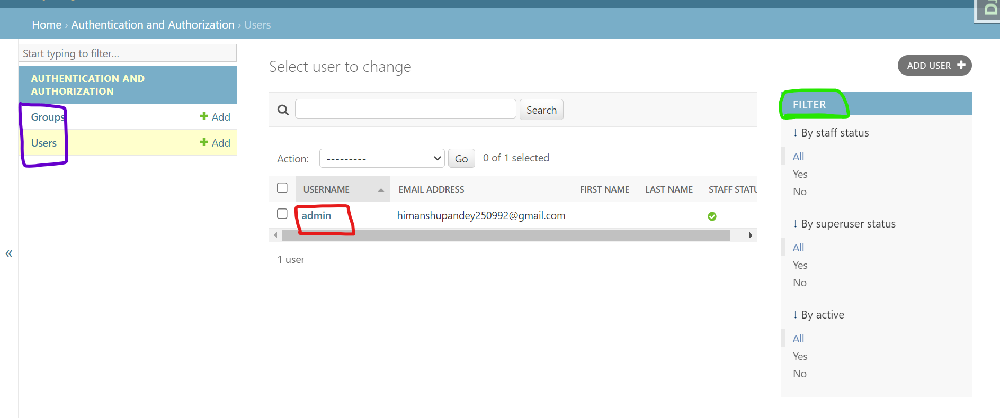 Home › Authentication and Authorization › Users
DJ
Start typing to filter...
AUTHENTICATION AND
AUTHORIZATION
Groups + Add
Users + Add
«
Select user to change
ADD USER +
Search
Action: --------- Go 0 of 1 selected
USERNAME EMAIL ADDRESS FIRST NAME LAST NAME STAFF STATU
admin himanshupandey250992@gmail.com
1 user
FILTER
↓ By staff status
All
Yes
No
↓ By superuser status
All
Yes
No
↓ By active
All
Yes
No